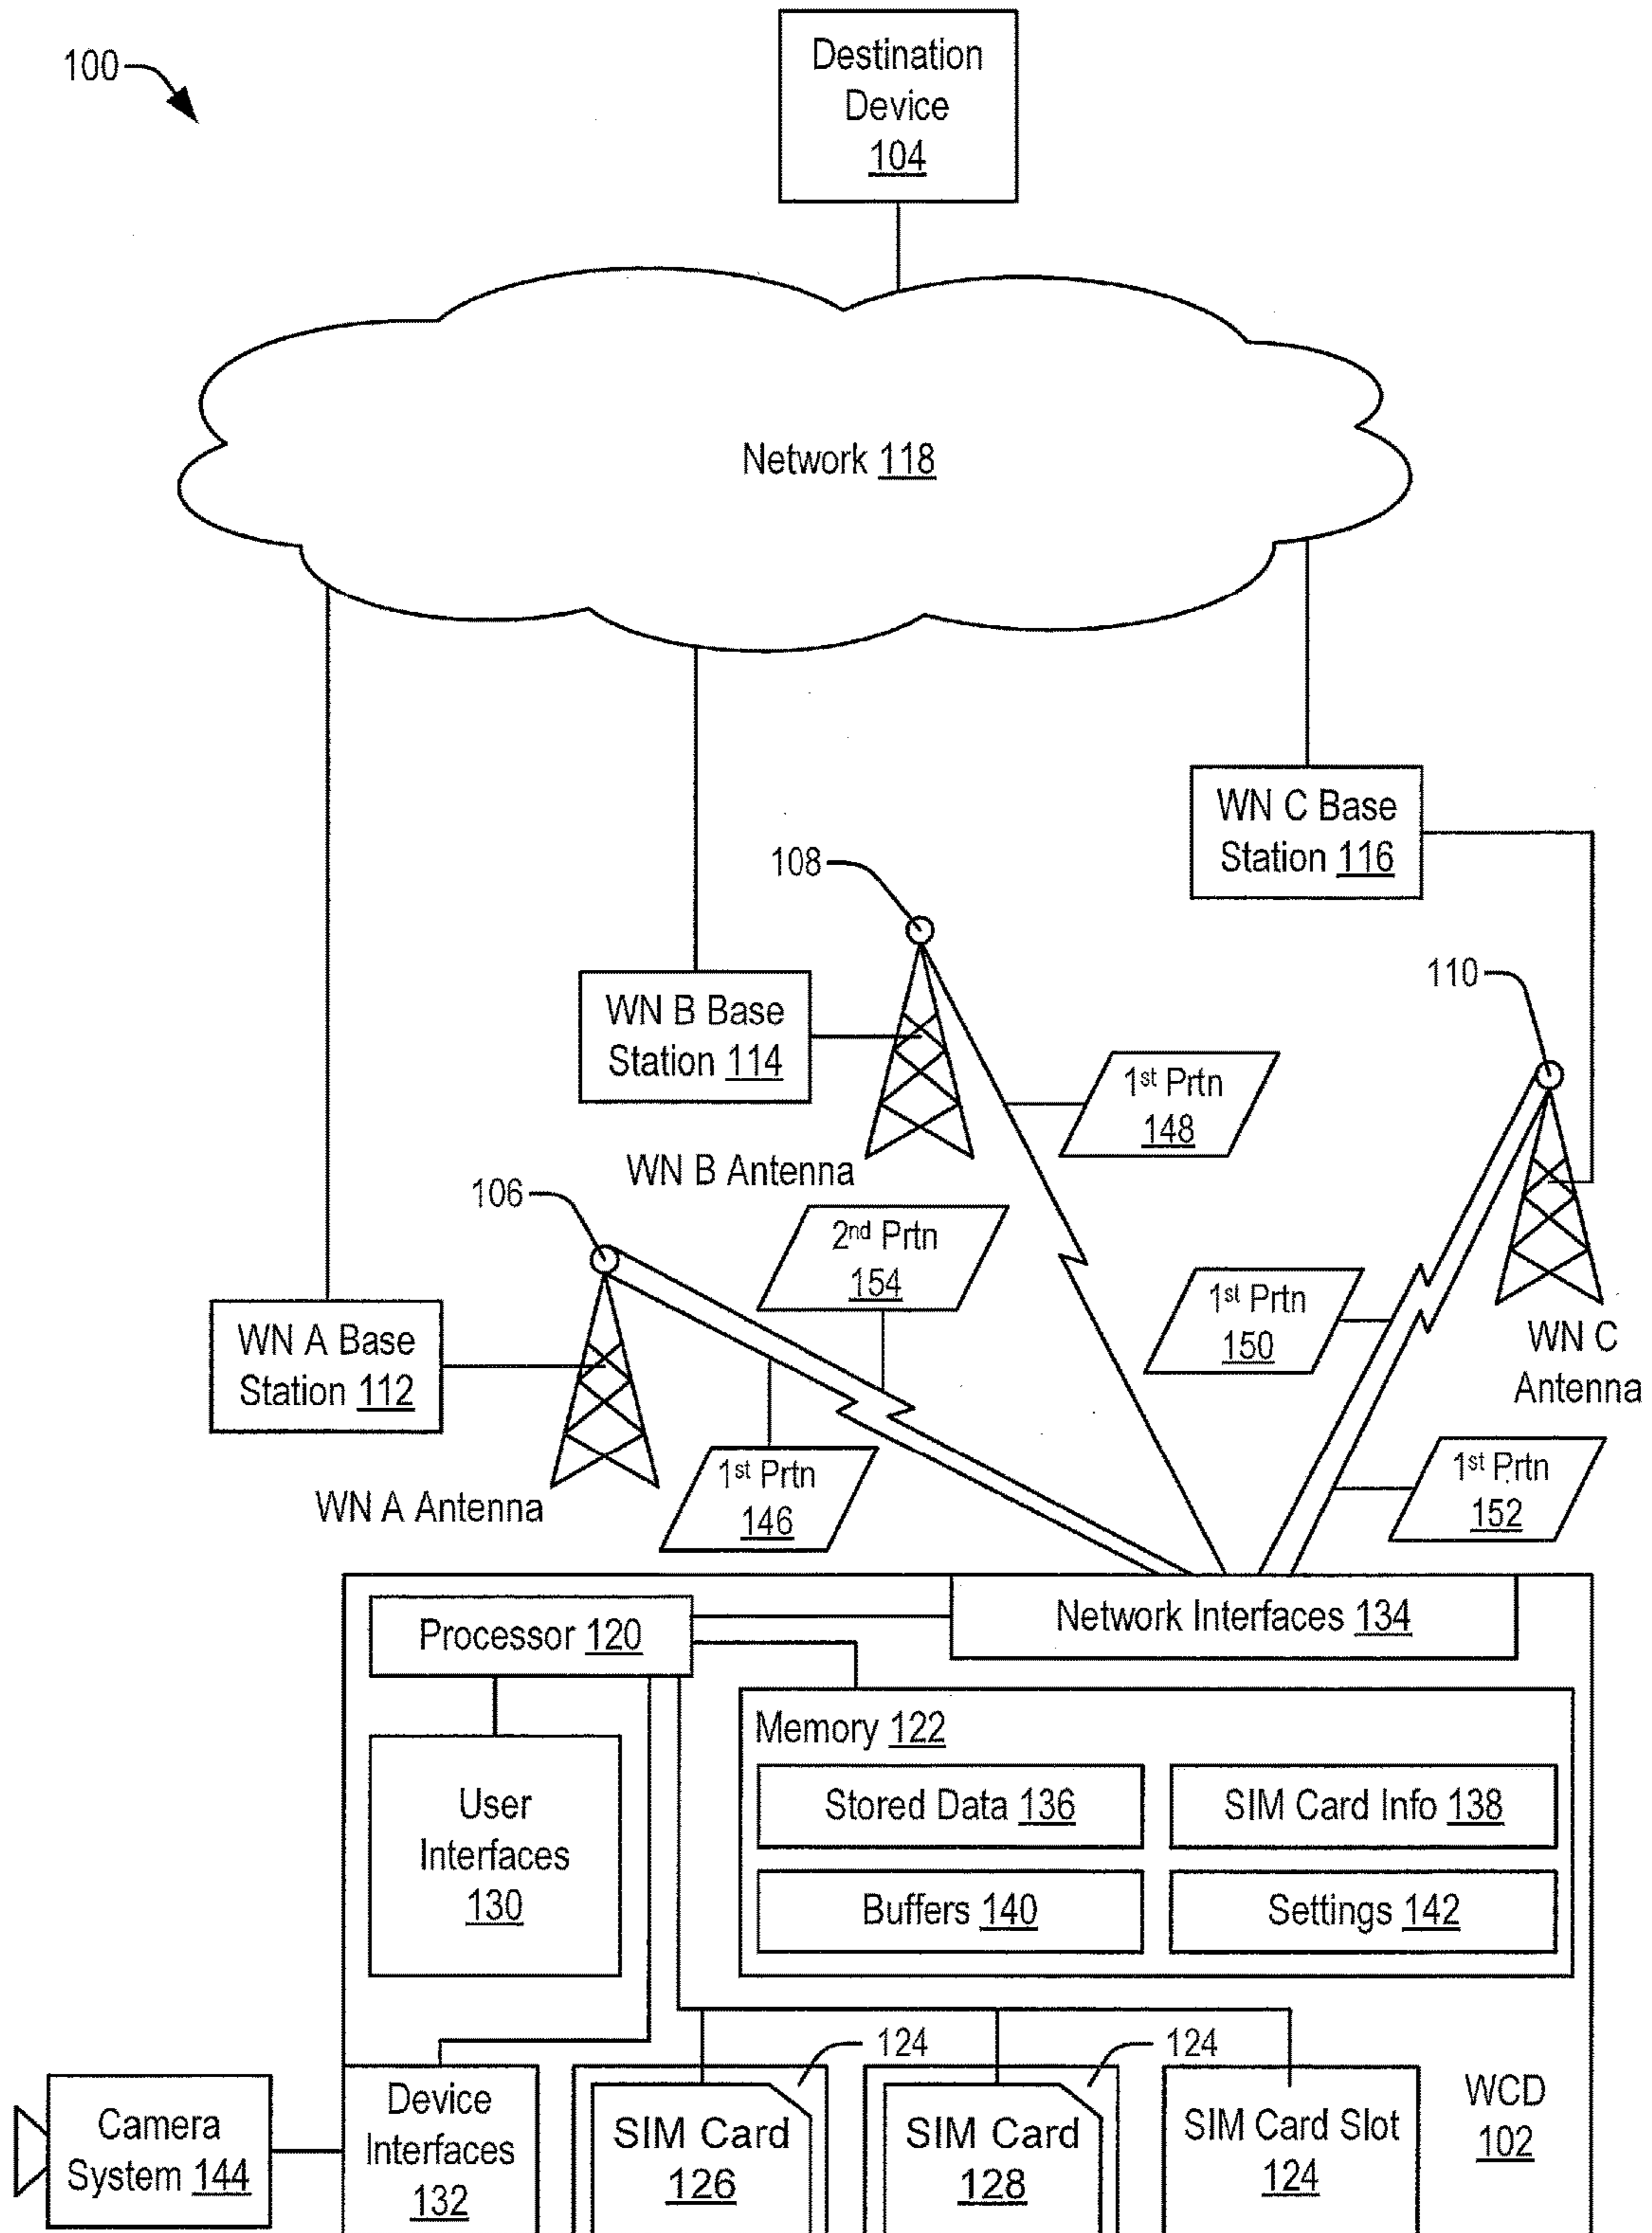 100
Destination
Device
104
Network 118
WN C Base
Station 116
108
110
WN B Base
Station 114
1st Prtn
148
WN B Antenna
106
2nd Prtn
154
1st Prtn
150
WN C
Antenna
WN A Base
Station 112
1st Prtn
146
1st Prtn
152
WN A Antenna
Processor 120
Network Interfaces 134
Memory 122
Stored Data 136
SIM Card Info 138
User
Interfaces
130
Buffers 140
Settings 142
124
124
Camera
System 144
Device
Interfaces
132
SIM Card
126
SIM Card
128
SIM Card Slot
124
WCD
102